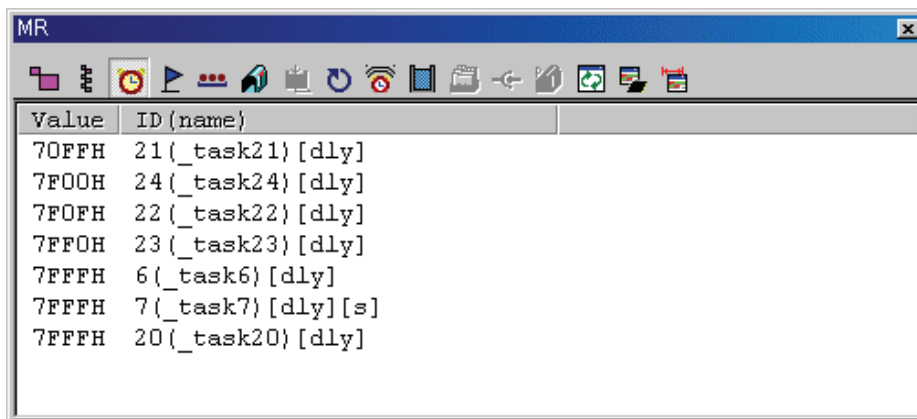 MR
Value ID(name)
70FFH 21(_task21)[dly]
7F00H 24(_task24)[dly]
7F0FH 22(_task22)[dly]
7FF0H 23(_task23)[dly]
7FFFH 6(_task6)[dly]
7FFFH 7(_task7)[dly][s]
7FFFH 20(_task20)[dly]